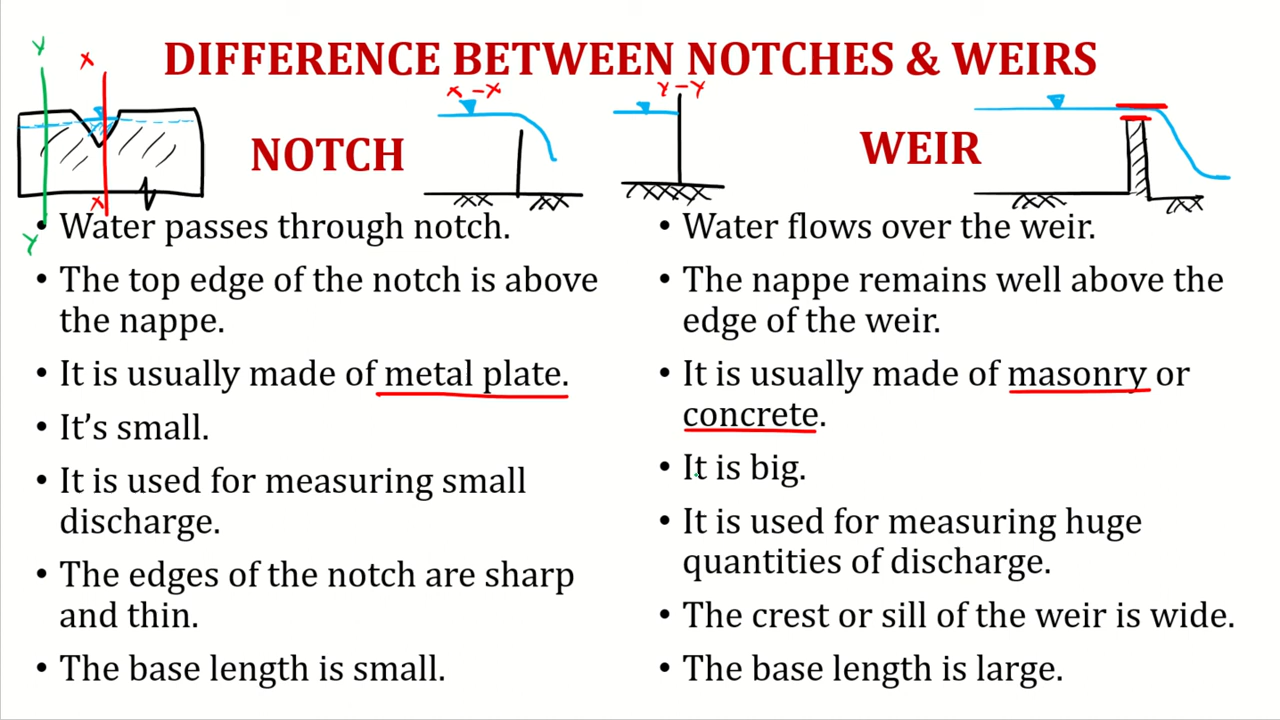 DIFFERENCE BETWEEN NOTCHES & WEIRS
Y
X
X
Y
X-X
Y-Y
NOTCH
• Water passes through notch.
• The top edge of the notch is above
the nappe.
• It is usually made of metal plate.
• It's small.
• It is used for measuring small
discharge.
• The edges of the notch are sharp
and thin.
• The base length is small.
WEIR
• Water flows over the weir.
• The nappe remains well above the
edge of the weir.
• It is usually made of masonry or
concrete.
• It is big.
• It is used for measuring huge
quantities of discharge.
• The crest or sill of the weir is wide.
• The base length is large.